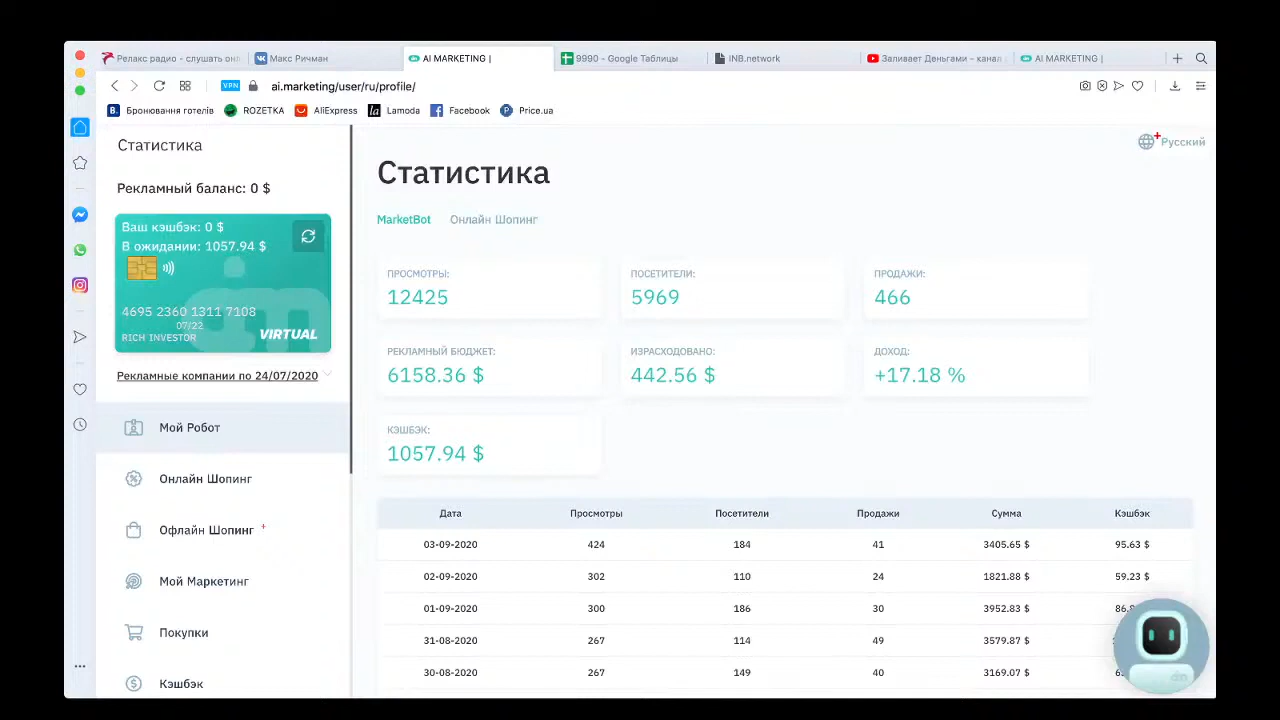 Релакс радио - слушать онл
Макс Ричман
AI MARKETING |
9990 - Google Таблицы
INB.network
Заливает Деньгами - канал
AI MARKETING |
VPN
ai.marketing/user/ru/profile/
Бронювання готелів
ROZETKA
AliExpress
Lamoda
Facebook
Price.ua
Статистика
Рекламный баланс: 0 $
Ваш кэшбэк: 0 $
В ожидании: 1057.94 $
4695 2360 1311 7108
07/22
RICH INVESTOR
VIRTUAL
Рекламные компании по 24/07/2020
Мой Робот
Онлайн Шопинг
Офлайн Шопинг +
Мой Маркетинг
Покупки
Кэшбэк
Русский
Статистика
MarketBot Онлайн Шопинг
ПРОСМОТРЫ: ПОСЕТИТЕЛИ: ПРОДАЖИ:
12425 5969 466
РЕКЛАМНЫЙ БЮДЖЕТ: ИЗРАСХОДОВАНО: ДОХОД:
6158.36 $ 442.56 $ +17.18 %
КЭШБЭК:
1057.94 $
Дата Просмотры Посетители Продажи Сумма Кэшбэк
03-09-2020 424 184 41 3405.65 $ 95.63 $
02-09-2020 302 110 24 1821.88 $ 59.23 $
01-09-2020 300 186 30 3952.83 $
31-08-2020 267 114 49 3579.87 $
30-08-2020 267 149 40 3169.07 $